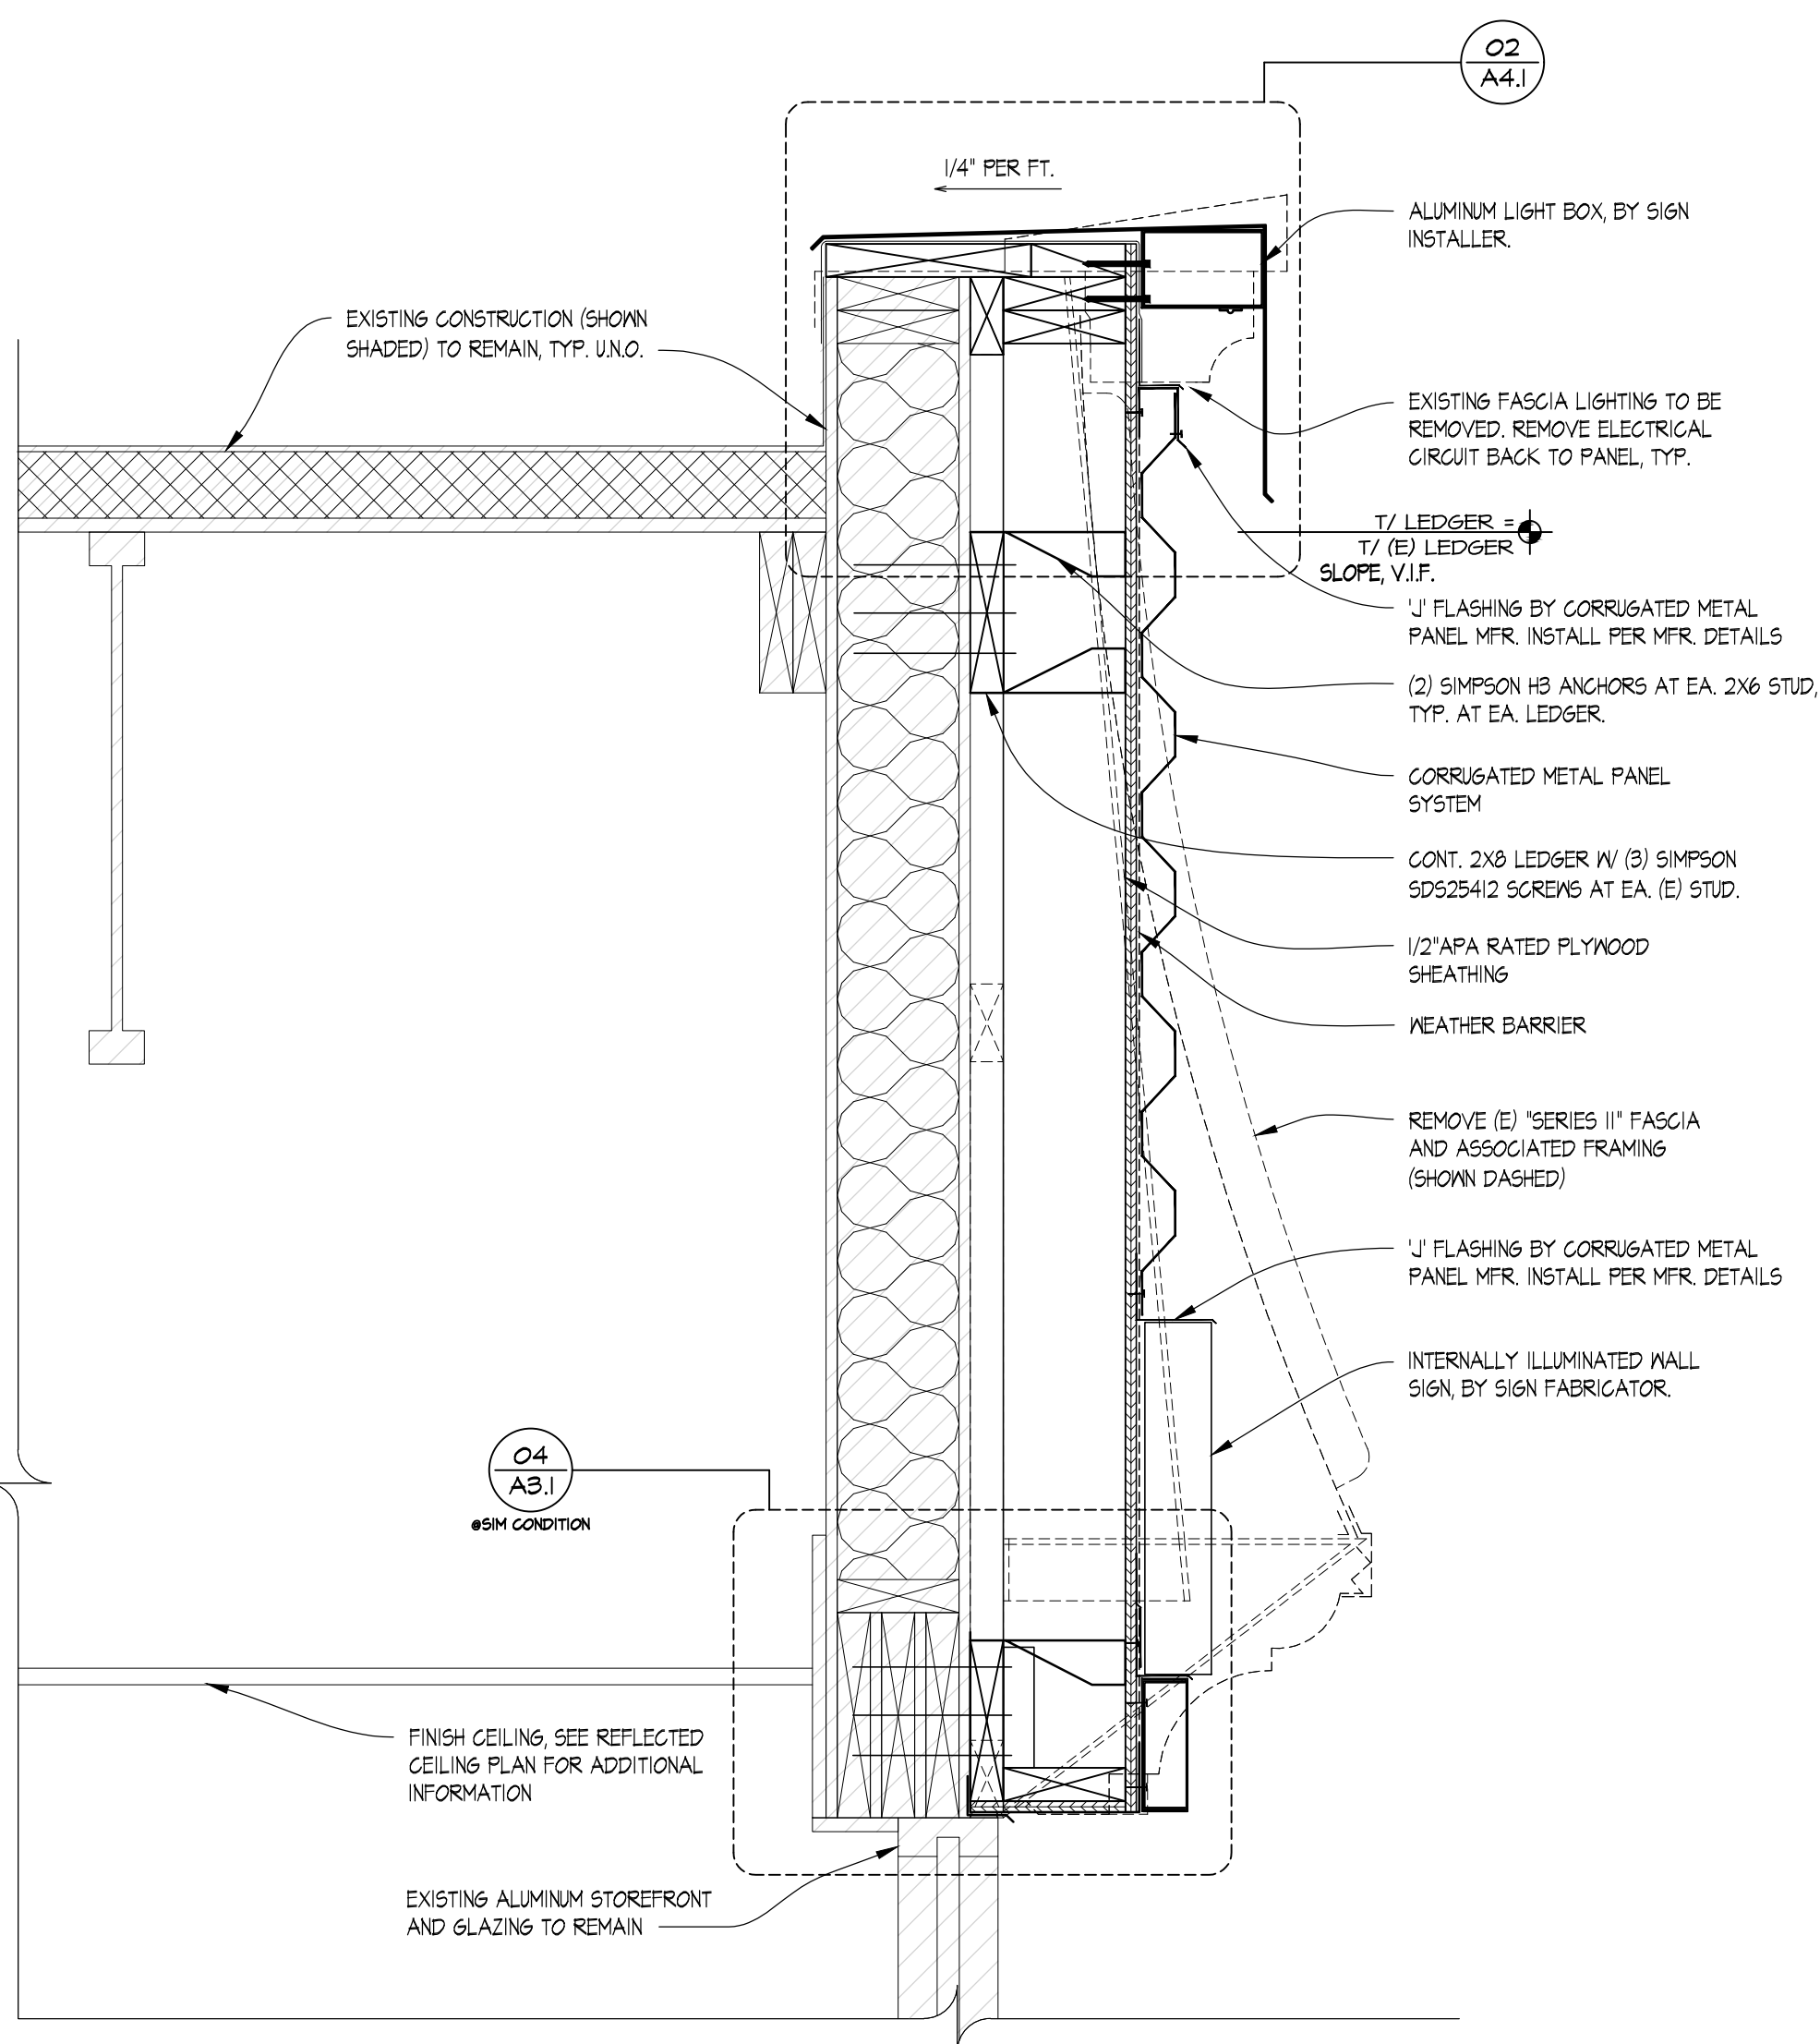 02
A4.1
1/4" PER FT.
ALUMINUM LIGHT BOX, BY SIGN
INSTALLER.
EXISTING CONSTRUCTION (SHOWN
SHADED) TO REMAIN, TYP. U.N.O.
EXISTING FASCIA LIGHTING TO BE
REMOVED. REMOVE ELECTRICAL
CIRCUIT BACK TO PANEL, TYP.
T/ LEDGER =
T/ (E) LEDGER
SLOPE, V.I.F.
'J' FLASHING BY CORRUGATED METAL
PANEL MFR. INSTALL PER MFR. DETAILS
(2) SIMPSON H3 ANCHORS AT EA. 2X6 STUD,
TYP. AT EA. LEDGER.
CORRUGATED METAL PANEL
SYSTEM
CONT. 2X8 LEDGER W/ (3) SIMPSON
SDS25412 SCREWS AT EA. (E) STUD.
1/2"APA RATED PLYWOOD
SHEATHING
WEATHER BARRIER
REMOVE (E) "SERIES II" FASCIA
AND ASSOCIATED FRAMING
(SHOWN DASHED)
'J' FLASHING BY CORRUGATED METAL
PANEL MFR. INSTALL PER MFR. DETAILS
INTERNALLY ILLUMINATED WALL
SIGN, BY SIGN FABRICATOR.
04
A3.1
@SIM CONDITION
FINISH CEILING, SEE REFLECTED
CEILING PLAN FOR ADDITIONAL
INFORMATION
EXISTING ALUMINUM STOREFRONT
AND GLAZING TO REMAIN